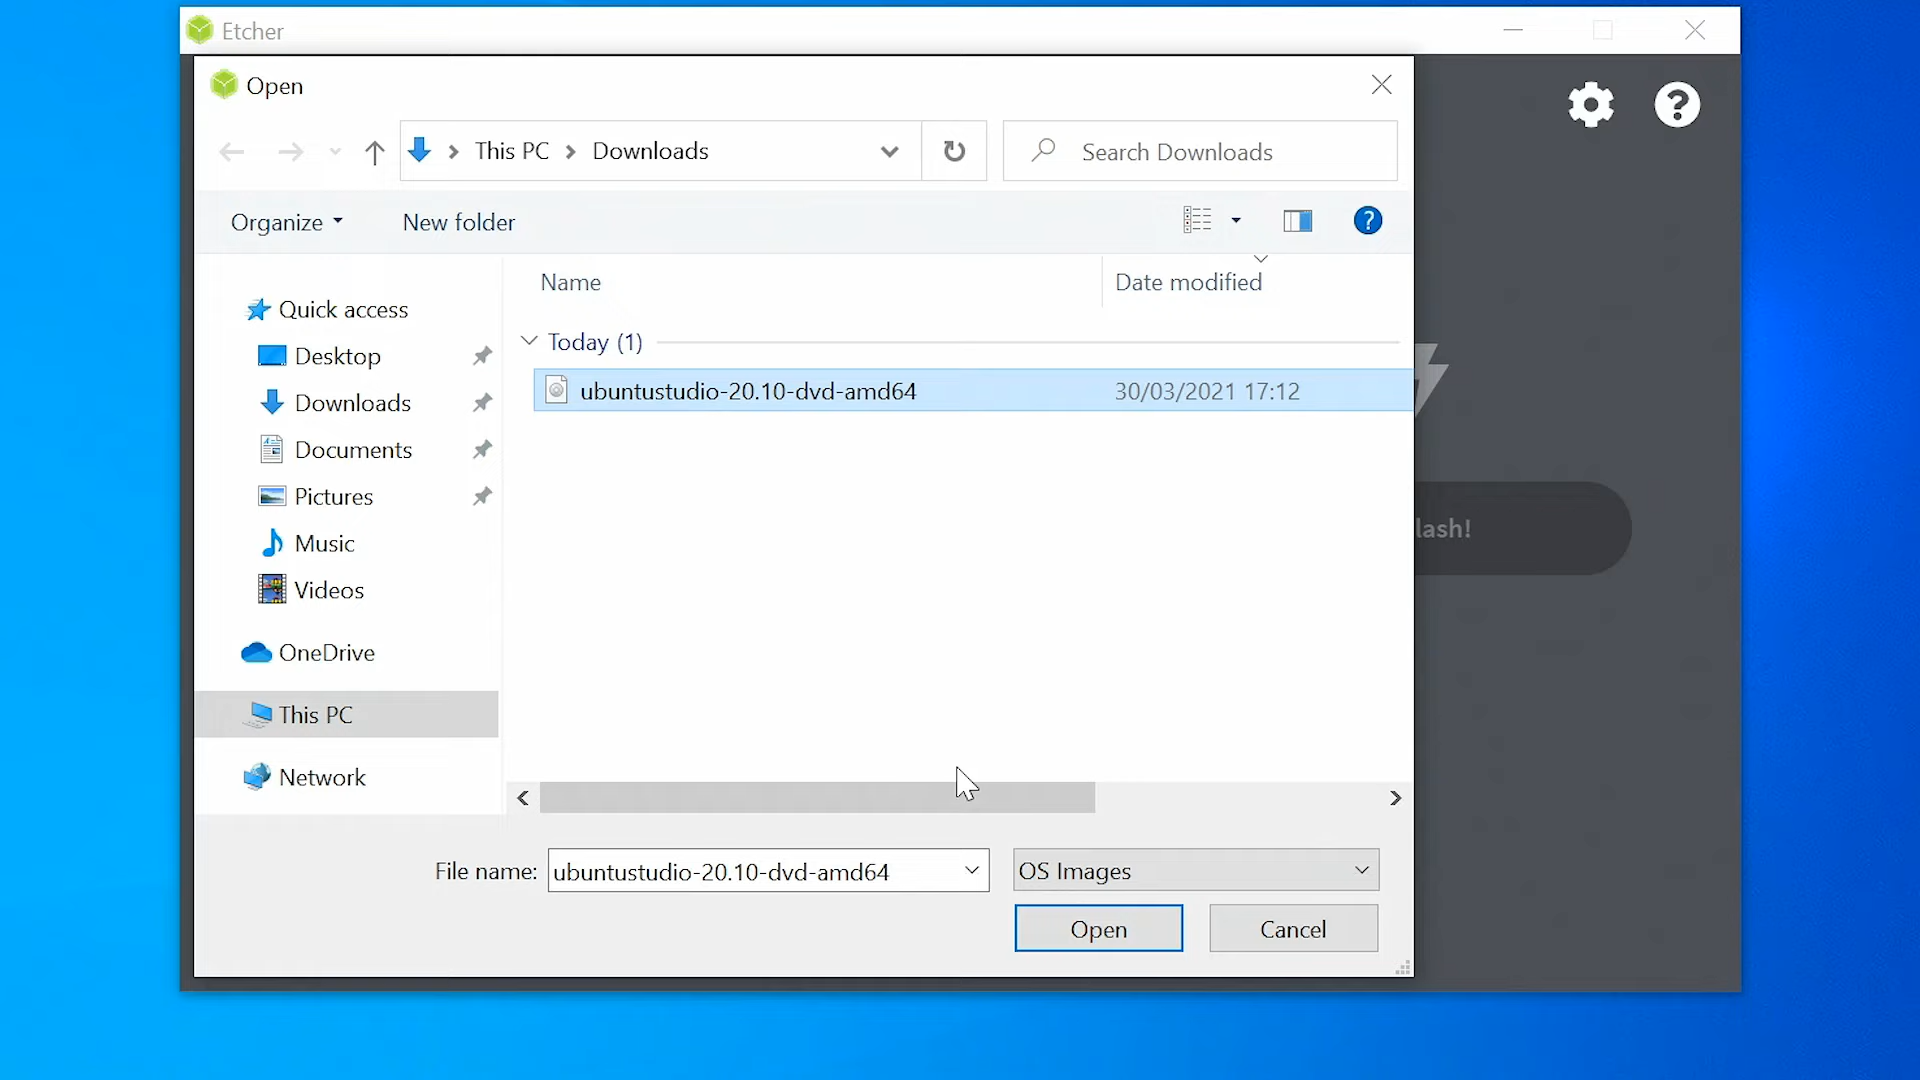 Etcher
Open
This PC > Downloads
Search Downloads
Organize
New folder
?
?
Name
Date modified
Quick access
Today (1)
Desktop
ubuntustudio-20.10-dvd-amd64 30/03/2021 17:12
Downloads
Documents
Pictures
Music
lash!
Videos
OneDrive
This PC
Network
File name: ubuntustudio-20.10-dvd-amd64
OS Images
Open
Cancel